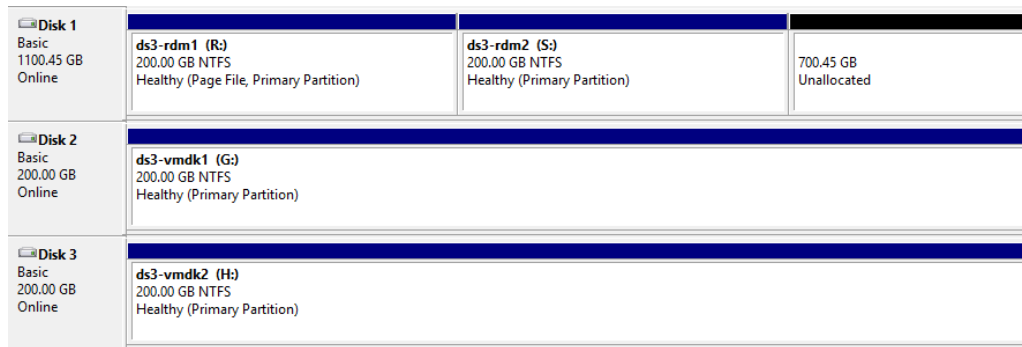 Disk 1
Basic
1100.45 GB
Online
ds3-rdm1 (R:)
200.00 GB NTFS
Healthy (Page File, Primary Partition)
ds3-rdm2 (S:)
200.00 GB NTFS
Healthy (Primary Partition)
700.45 GB
Unallocated
Disk 2
Basic
200.00 GB
Online
ds3-vmdk1 (G:)
200.00 GB NTFS
Healthy (Primary Partition)
Disk 3
Basic
200.00 GB
Online
ds3-vmdk2 (H:)
200.00 GB NTFS
Healthy (Primary Partition)